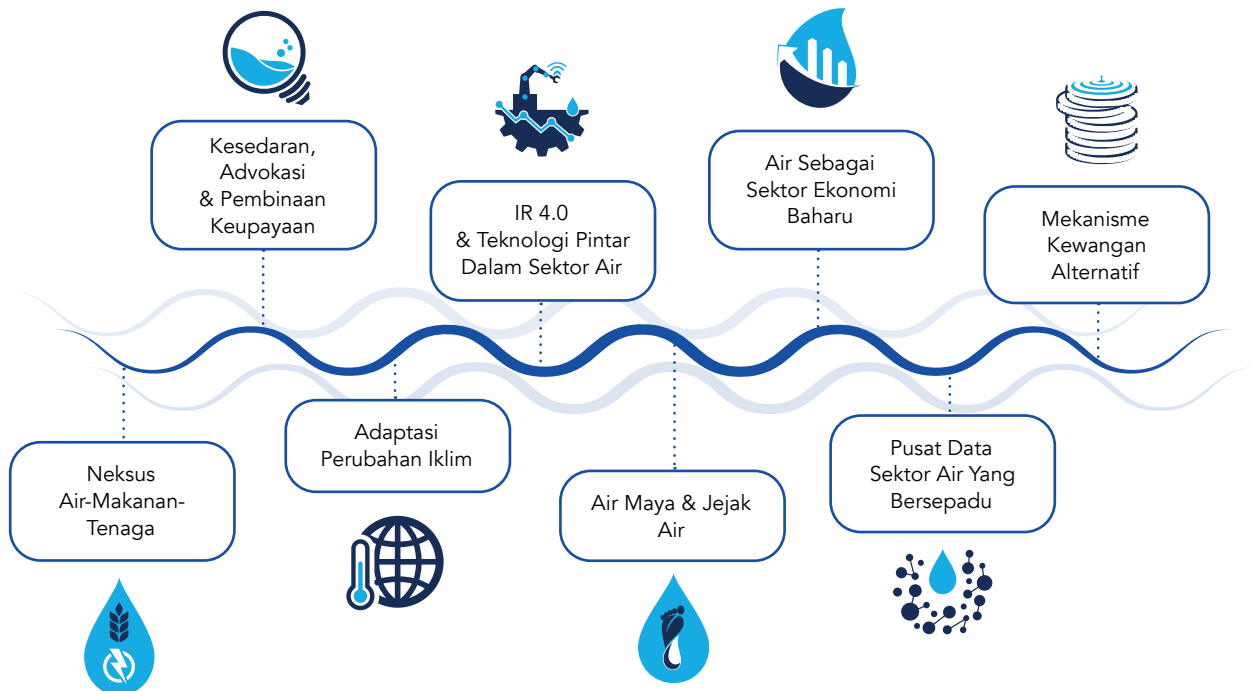 Kesedaran,
Advokasi
& Pembinaan
Keupayaan
IR 4.0
& Teknologi Pintar
Dalam Sektor Air
Air Sebagai
Sektor Ekonomi
Baharu
Mekanisme
Kewangan
Alternatif
Neksus
Air-Makanan-
Tenaga
Adaptasi
Perubahan Iklim
Air Maya & Jejak
Air
Pusat Data
Sektor Air Yang
Bersepadu